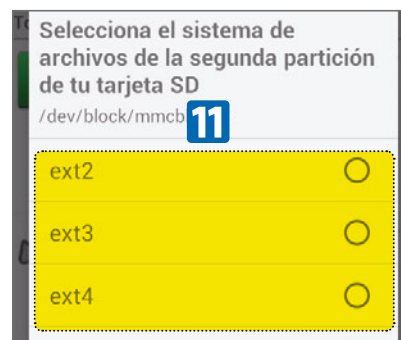 Selecciona el sistema de
archivos de la segunda partición
de tu tarjeta SD
/dev/block/mmcb
11
ext2
ext3
ext4